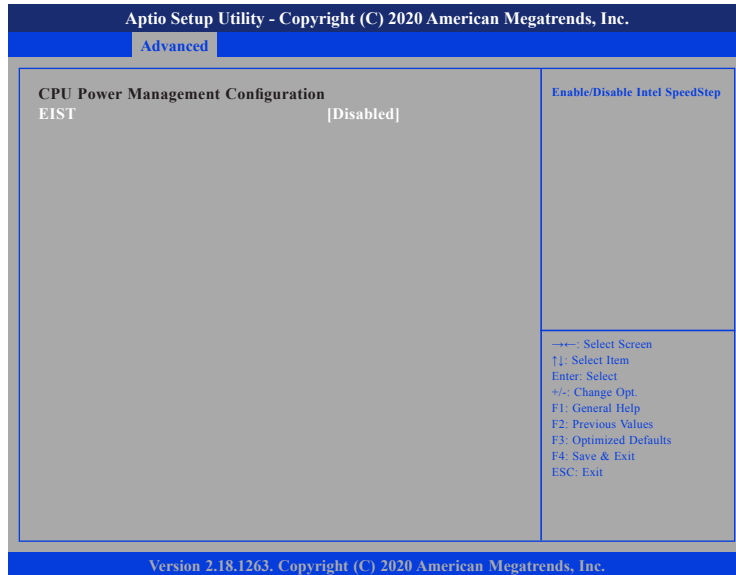 Aptio Setup Utility - Copyright (C) 2020 American Megatrends, Inc.
Advanced
CPU Power Management Configuration
EIST [Disabled]
Enable/Disable Intel SpeedStep
→←: Select Screen
↑↓: Select Item
Enter: Select
+/-: Change Opt.
F1: General Help
F2: Previous Values
F3: Optimized Defaults
F4: Save & Exit
ESC: Exit
Version 2.18.1263. Copyright (C) 2020 American Megatrends, Inc.